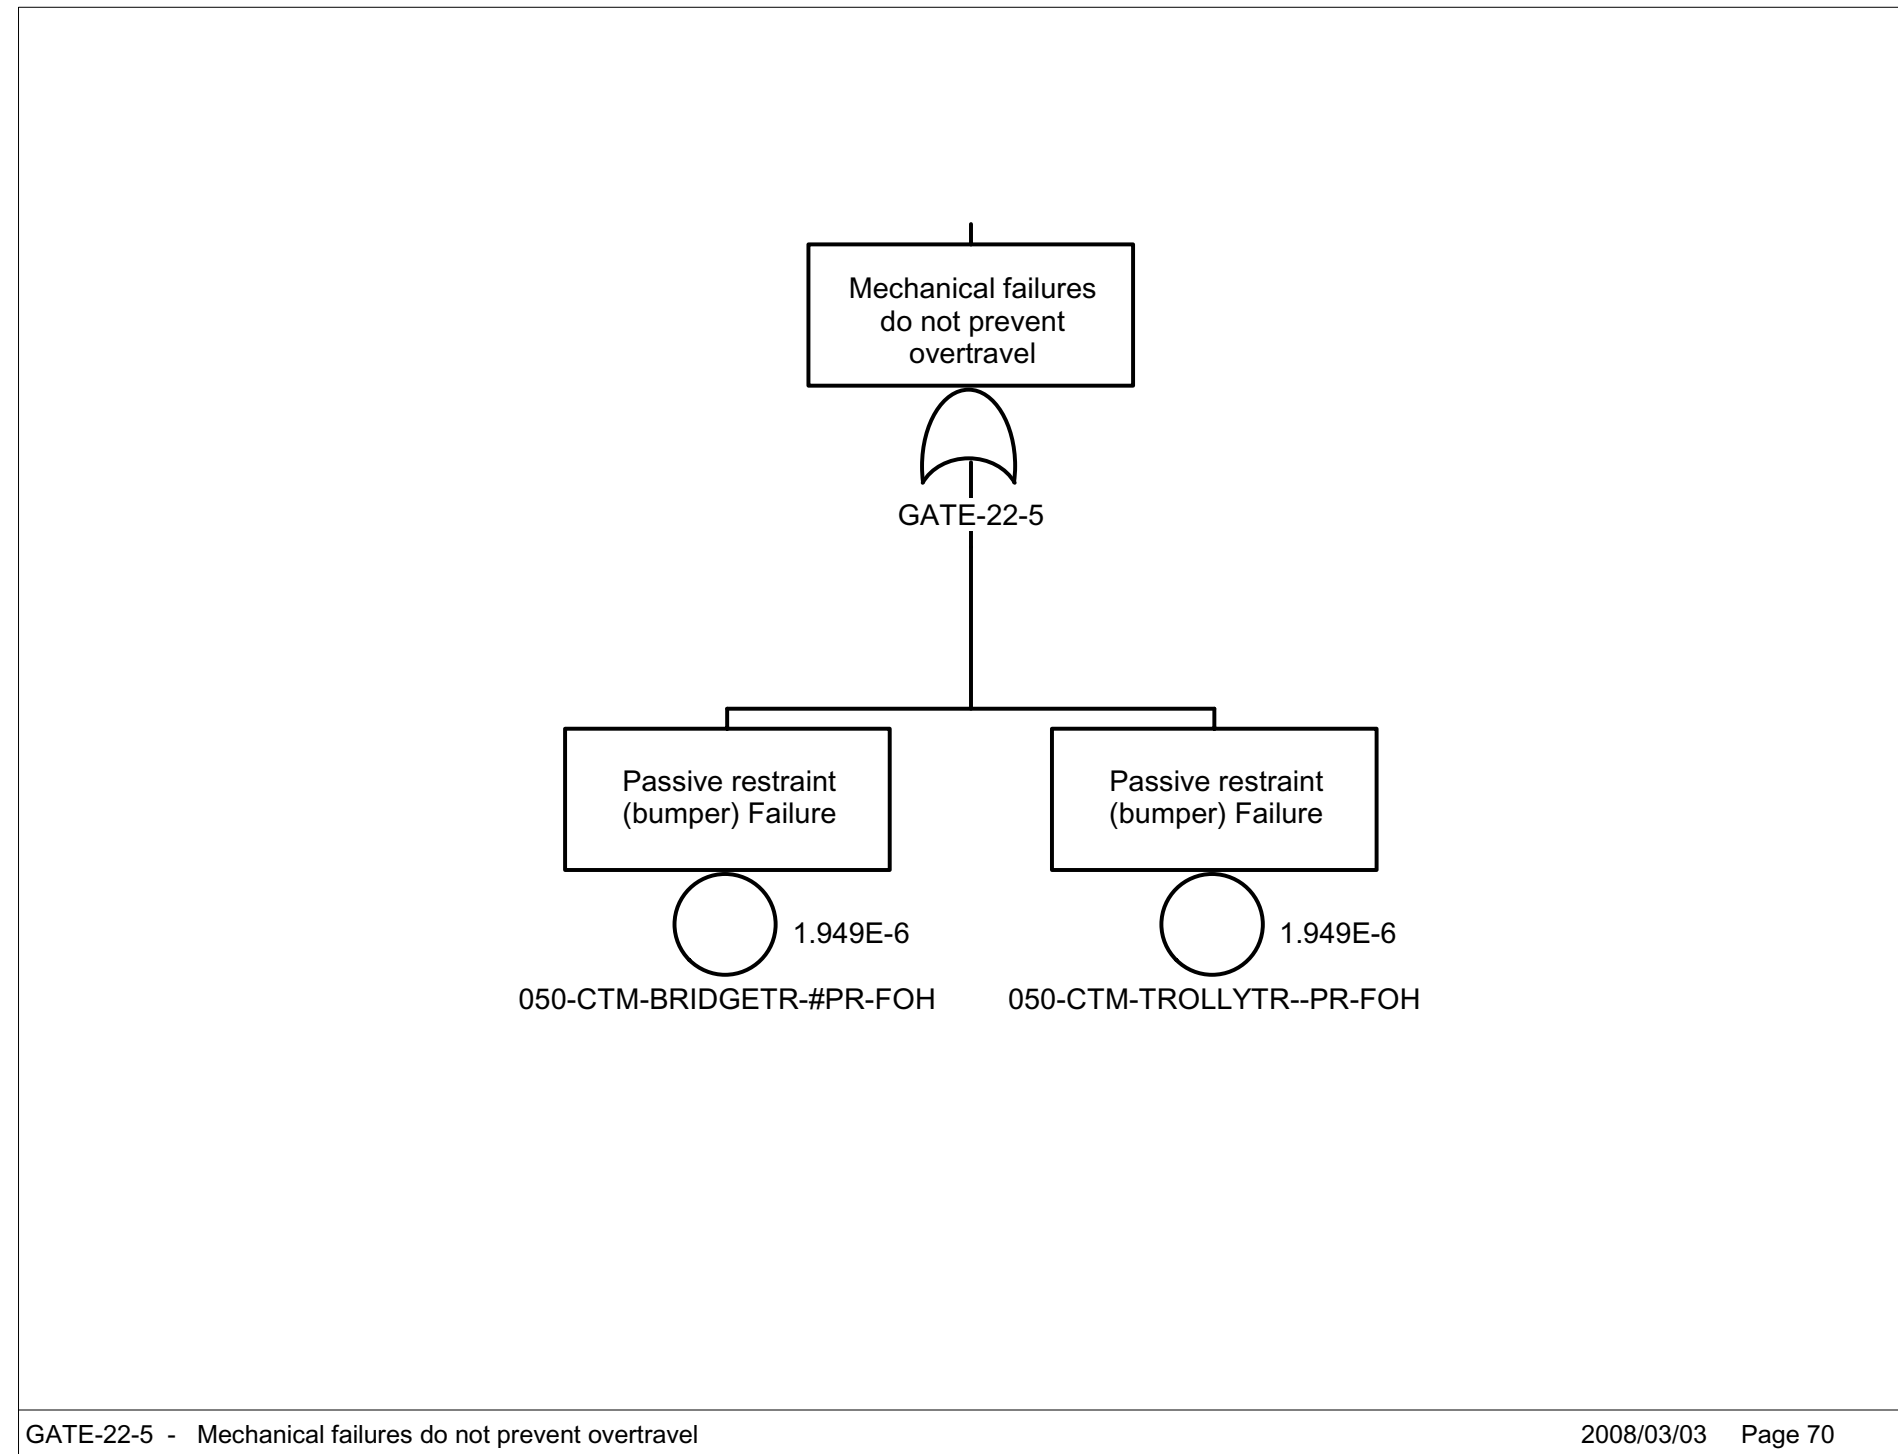 Mechanical failures
do not prevent
overtravel
GATE-22-5
Passive restraint
(bumper) Failure
1.949E-6
050-CTM-BRIDGETR-#PR-FOH
Passive restraint
(bumper) Failure
1.949E-6
050-CTM-TROLLYTR--PR-FOH
GATE-22-5 - Mechanical failures do not prevent overtravel
2008/03/03 Page 70